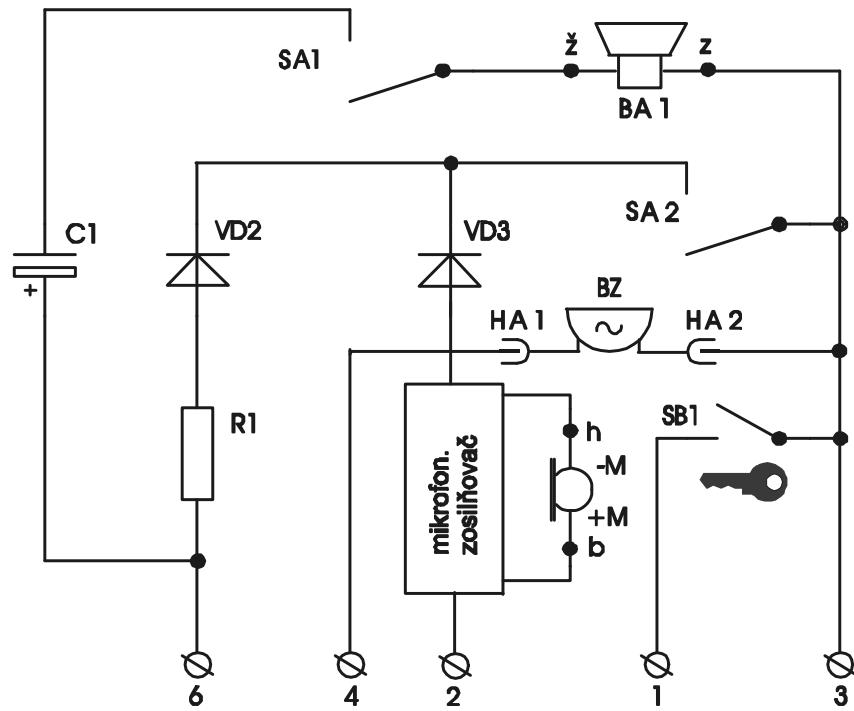 SA1
ž
z
BA 1
C1
+
VD2
VD3
SA 2
HA 1
BZ
HA 2
R1
mikrofon.
zosilňovač
h
-M
+M
b
SB1
6
4
2
1
3